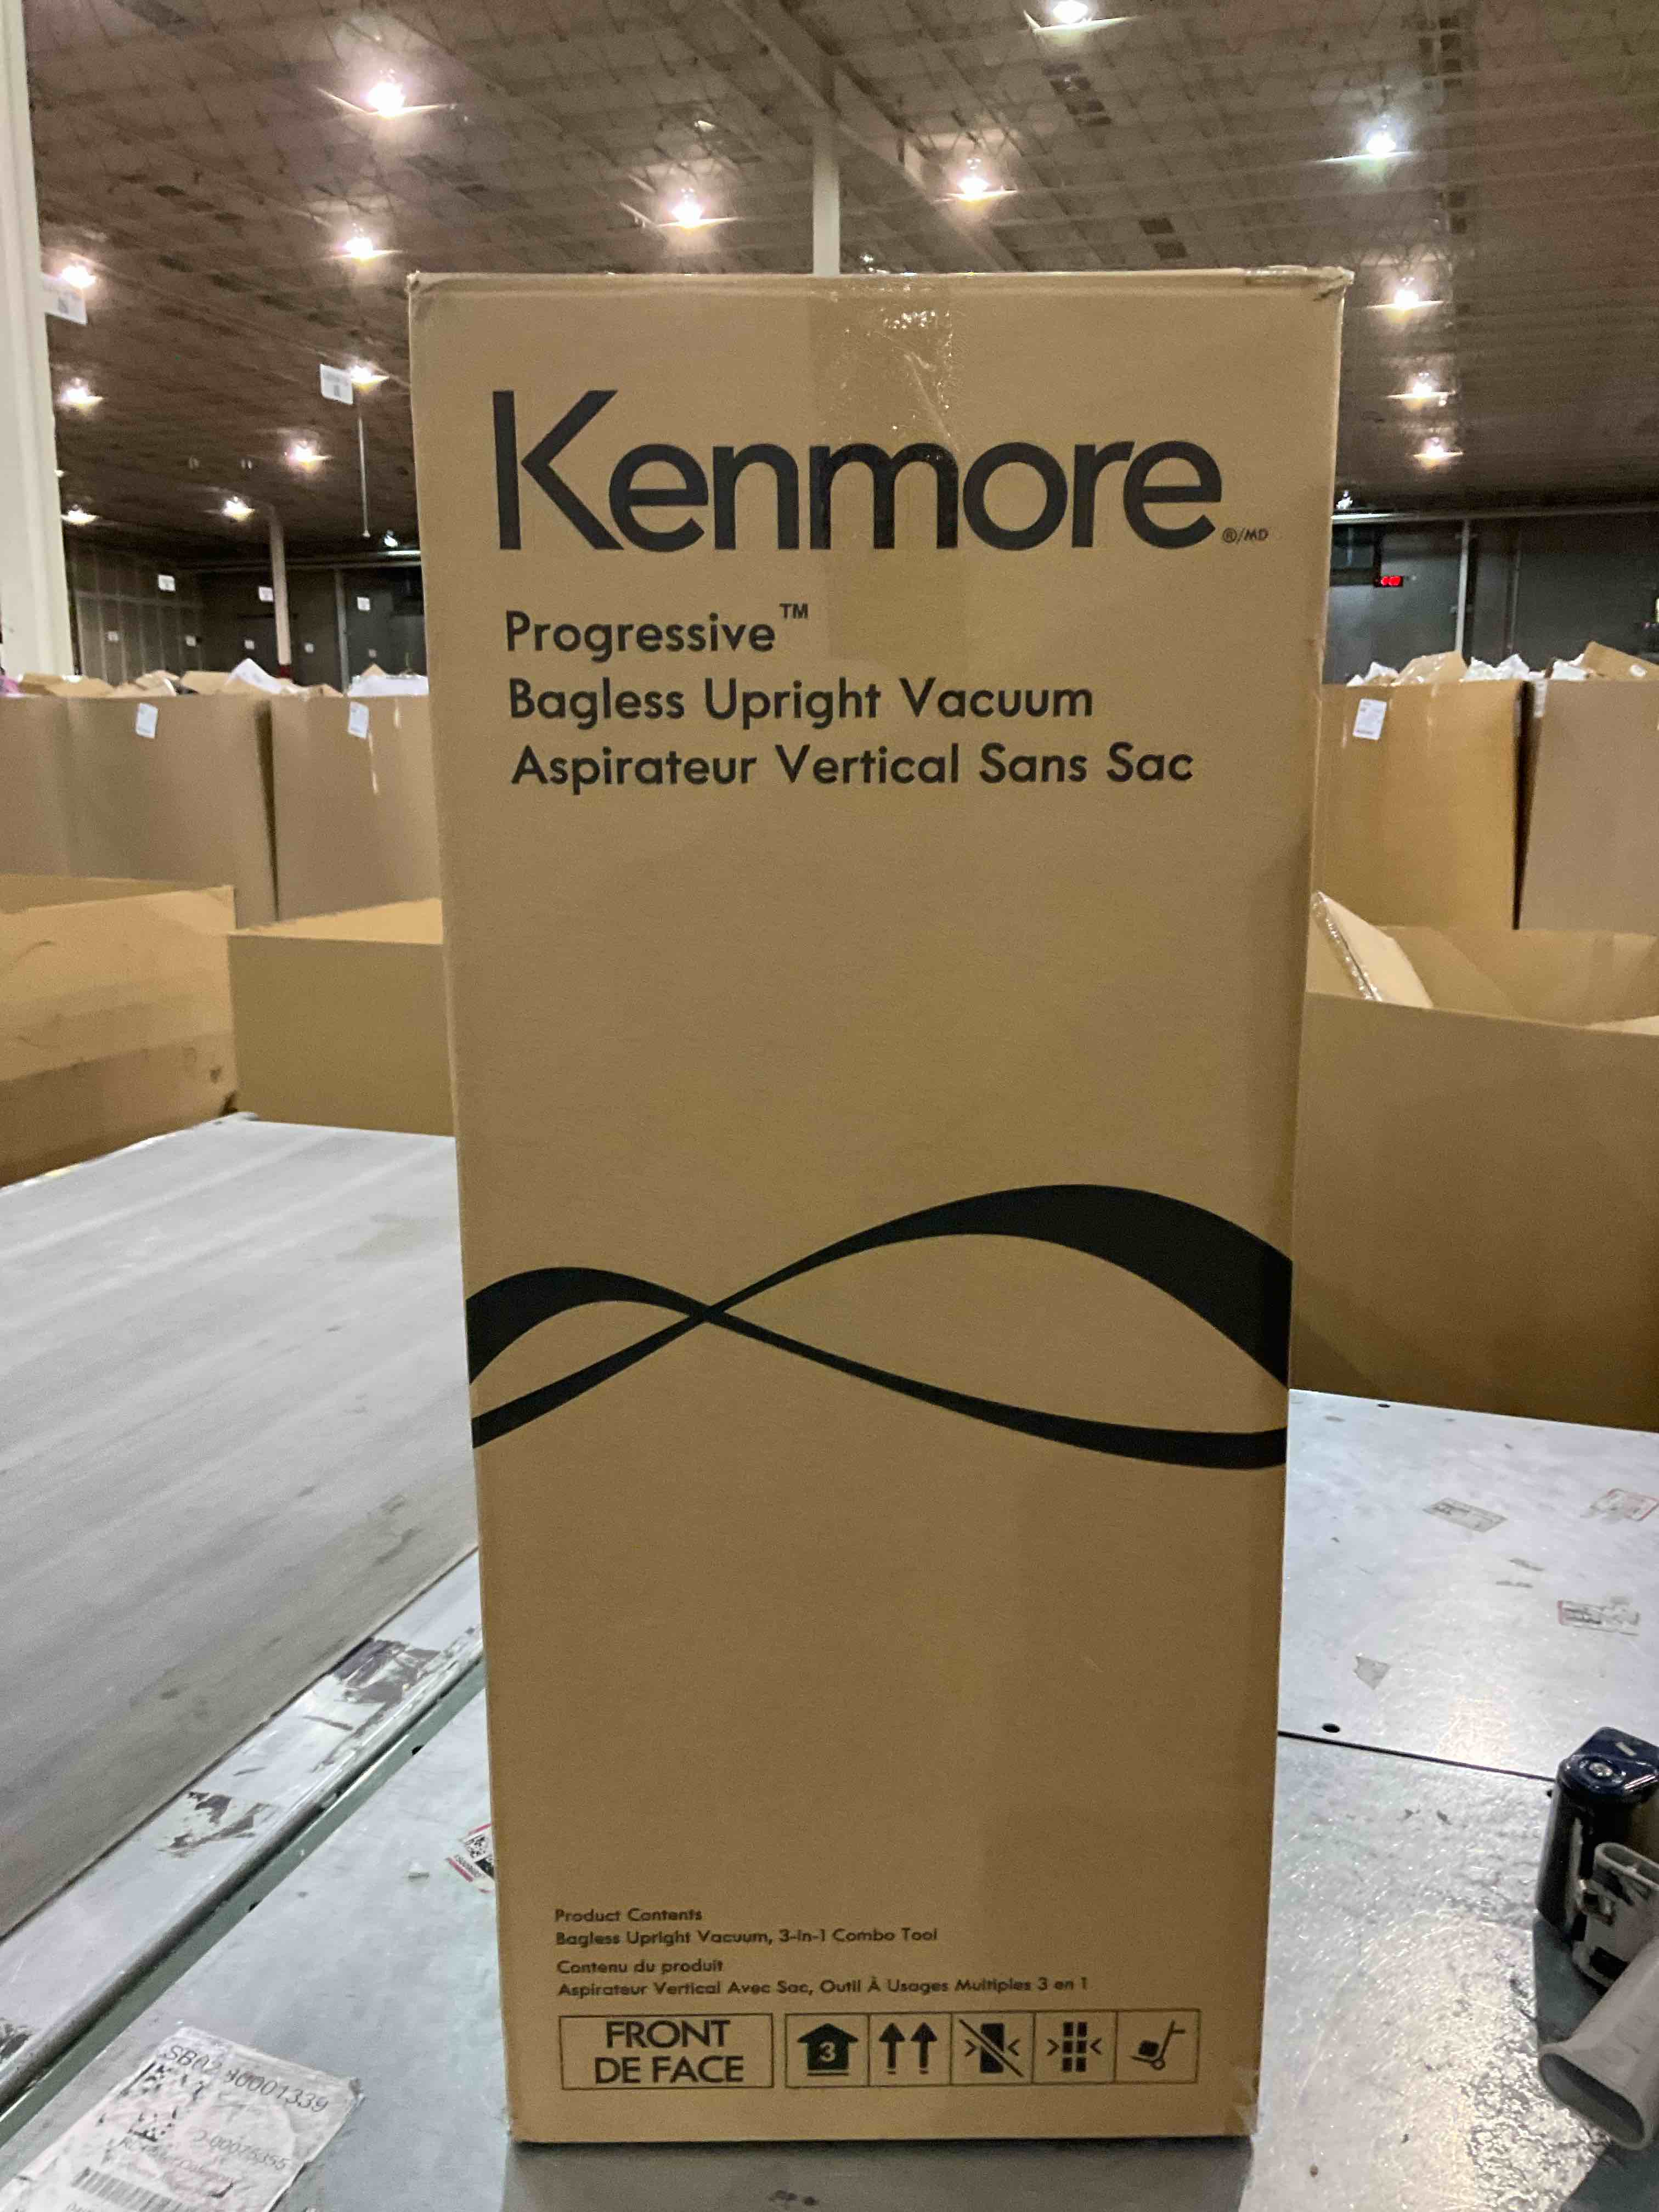 Kenmore ®/MD
Progressive™
Bagless Upright Vacuum
Aspirateur Vertical Sans Sac
Product Contents
Bagless Upright Vacuum, 3-in-1 Combo Tool
Contenu du produit
Aspirateur Vertical Avec Sac, Outil À Usages Multiples 3 en 1
FRONT
DE FACE
3